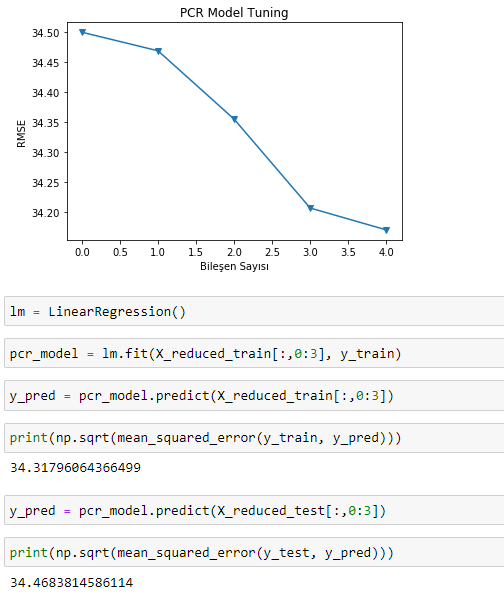 PCR Model Tuning
34.50
34.45
34.40
34.35
34.30
34.25
34.20
RMSE
0.0 0.5 1.0 1.5 2.0 2.5 3.0 3.5 4.0
Bileşen Sayısı
lm = LinearRegression()
pcr_model = lm.fit(X_reduced_train[:,0:3], y_train)
y_pred = pcr_model.predict(X_reduced_train[:,0:3])
print(np.sqrt(mean_squared_error(y_train, y_pred)))
34.31796064366499
y_pred = pcr_model.predict(X_reduced_test[:,0:3])
print(np.sqrt(mean_squared_error(y_test, y_pred)))
34.4683814586114